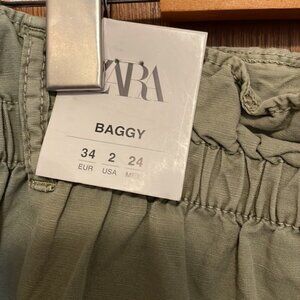 ZARA
BAGGY
34 2 24
EUR USA MEX